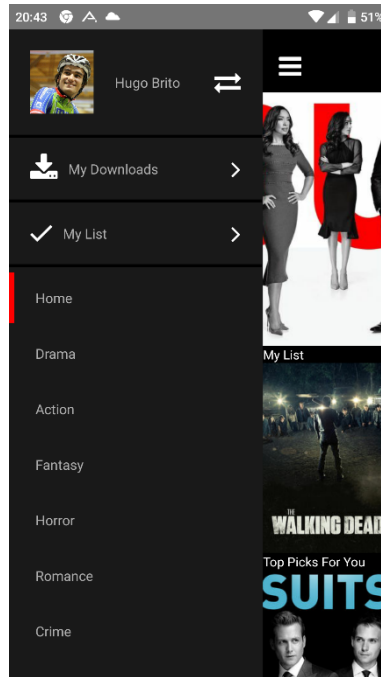 20:43
51%
Hugo Brito
My Downloads
My List
Home
Drama
Action
Fantasy
Horror
Romance
Crime
My List
THE
WALKING DEAD
Top Picks For You
SUITS